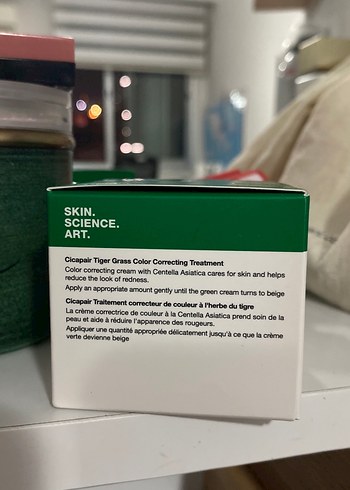 SKIN.
SCIENCE.
ART.
Cicapair Tiger Grass Color Correcting Treatment
Color correcting cream with Centella Asiatica cares for skin and helps
reduce the look of redness.
Apply an appropriate amount gently until the green cream turns to beige
Cicapair Traitement correcteur de couleur à l'herbe du tigre
La crème correctrice de couleur à la Centella Asiatica prend soin de la
peau et aide à réduire l'apparence des rougeurs.
Appliquer une quantité appropriée délicatement jusqu'à ce que la crème
verte devienne beige